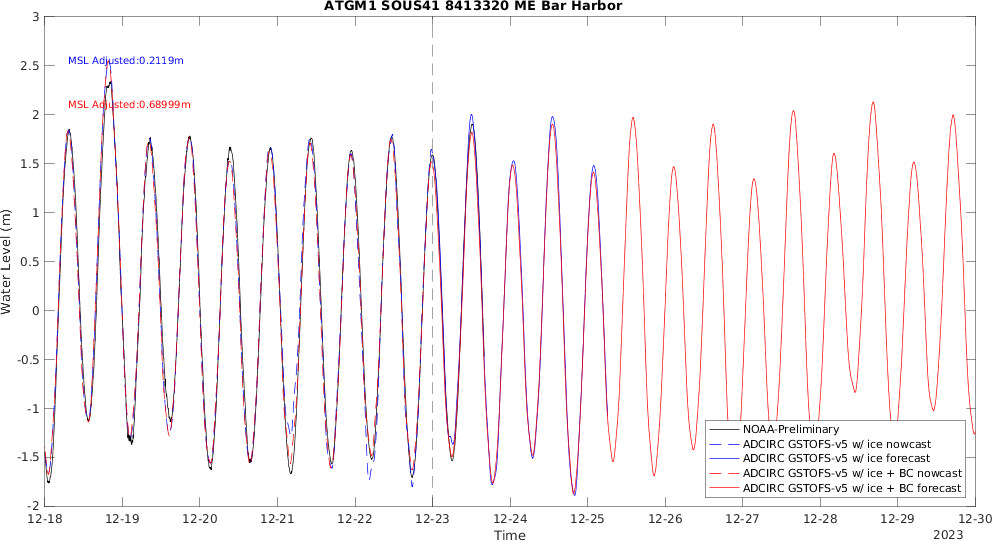 ATGM1 SOUS41 8413320 ME Bar Harbor
3
2.5
2
1.5
1
0.5
0
-0.5
-1
-1.5
-2
Water Level (m)
MSL Adjusted:0.2119m
MSL Adjusted:0.68999m
NOAA-Preliminary
ADCIRC GSTOFS-v5 w/ ice nowcast
ADCIRC GSTOFS-v5 w/ ice forecast
ADCIRC GSTOFS-v5 w/ ice + BC nowcast
ADCIRC GSTOFS-v5 w/ ice + BC forecast
12-18 12-19 12-20 12-21 12-22 12-23 12-24 12-25 12-26 12-27 12-28 12-29 12-30
Time
2023